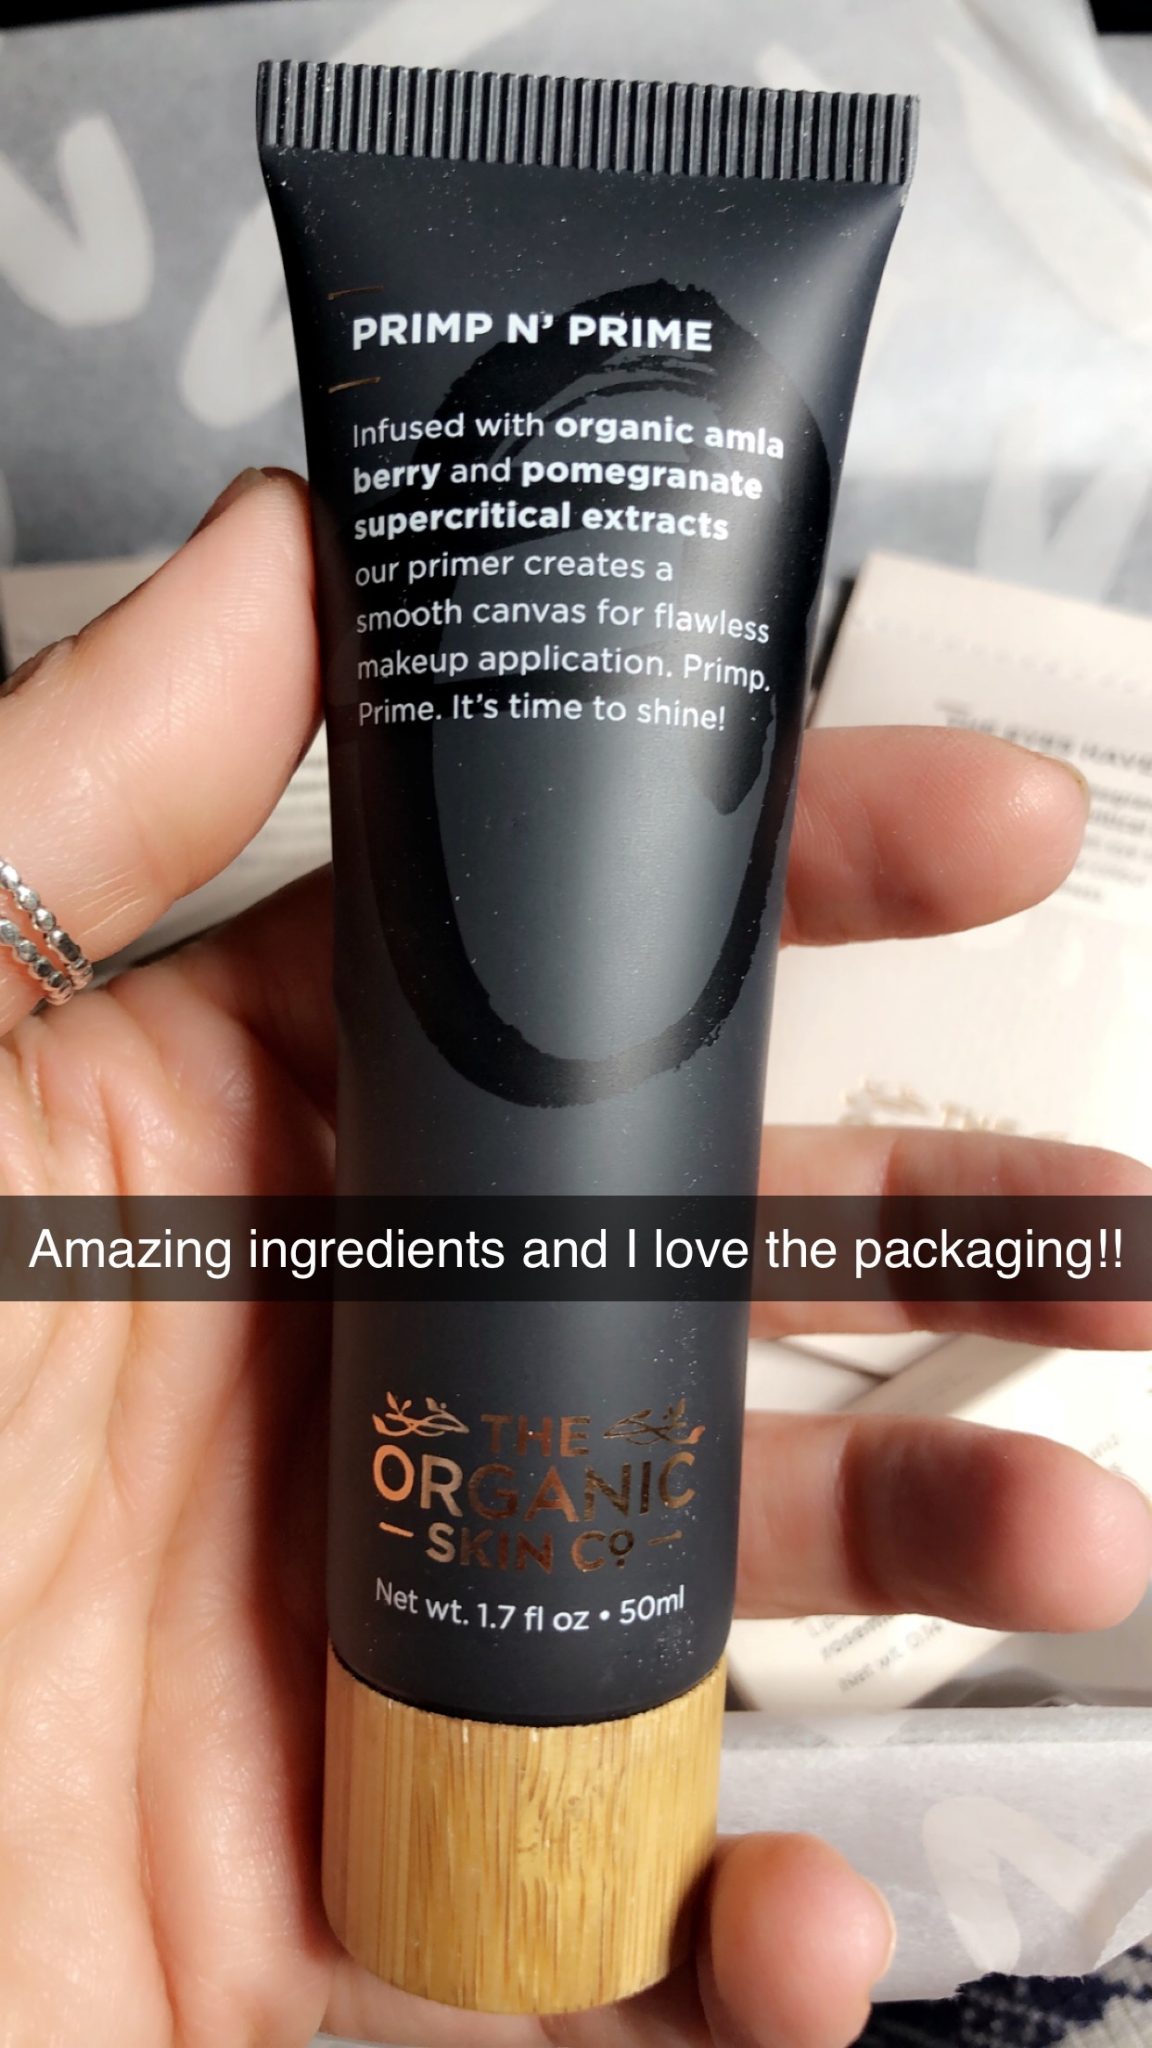 PRIMP N' PRIME
Infused with organic amla
berry and pomegranate
supercritical extracts
our primer creates a
smooth canvas for flawless
makeup application. Primp.
Prime. It's time to shine!
Amazing ingredients and I love the packaging!!
THE
ORGANIC
SKIN CO
Net wt. 1.7 fl oz • 50ml